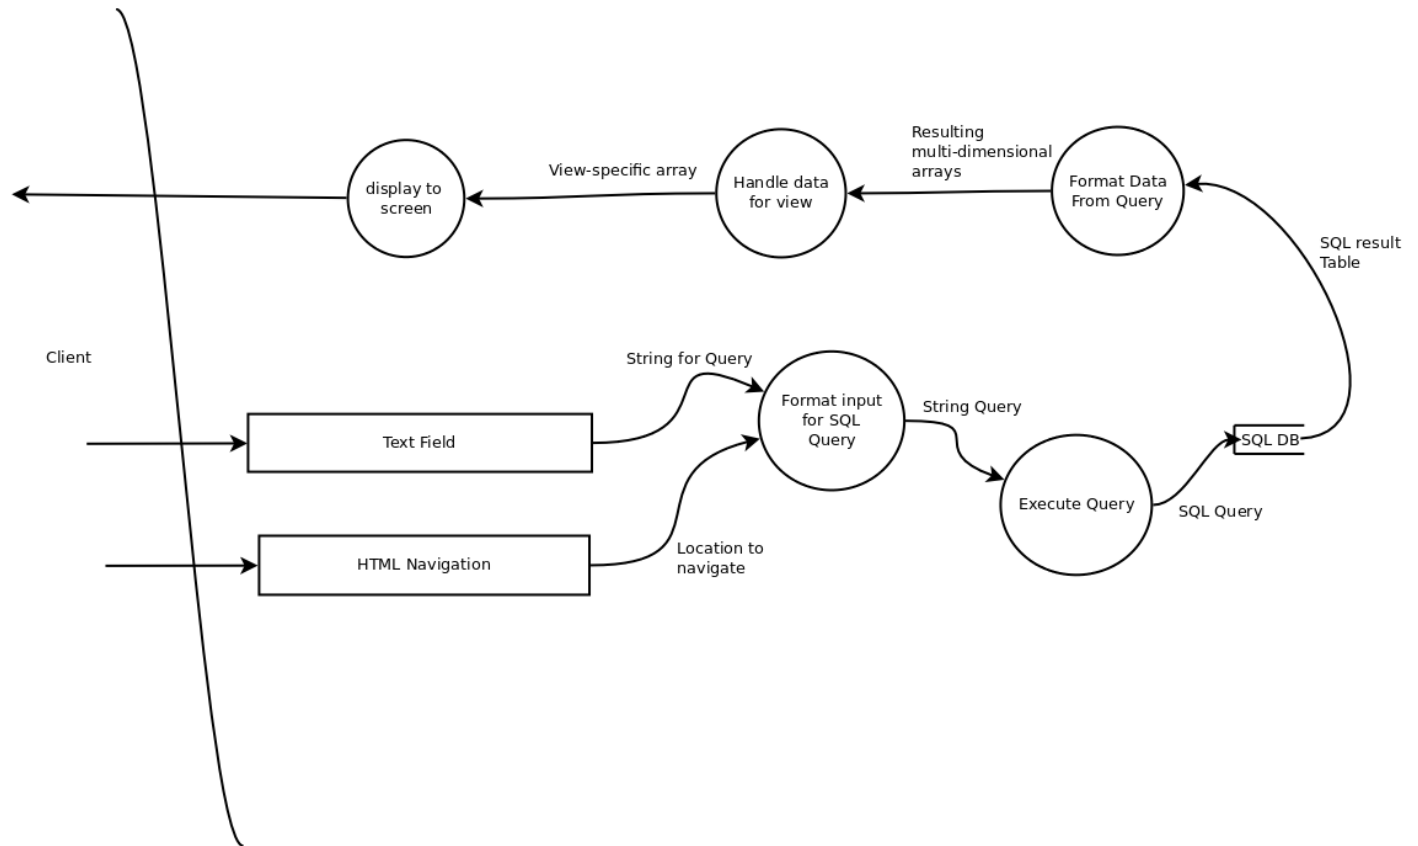 Resulting
multi-dimensional
arrays
View-specific array
display to
screen
Handle data
for view
Format Data
From Query
SQL result
Table
Client
String for Query
Format input
for SQL
Query
String Query
Text Field
SQL DB
Execute Query
SQL Query
HTML Navigation
Location to
navigate